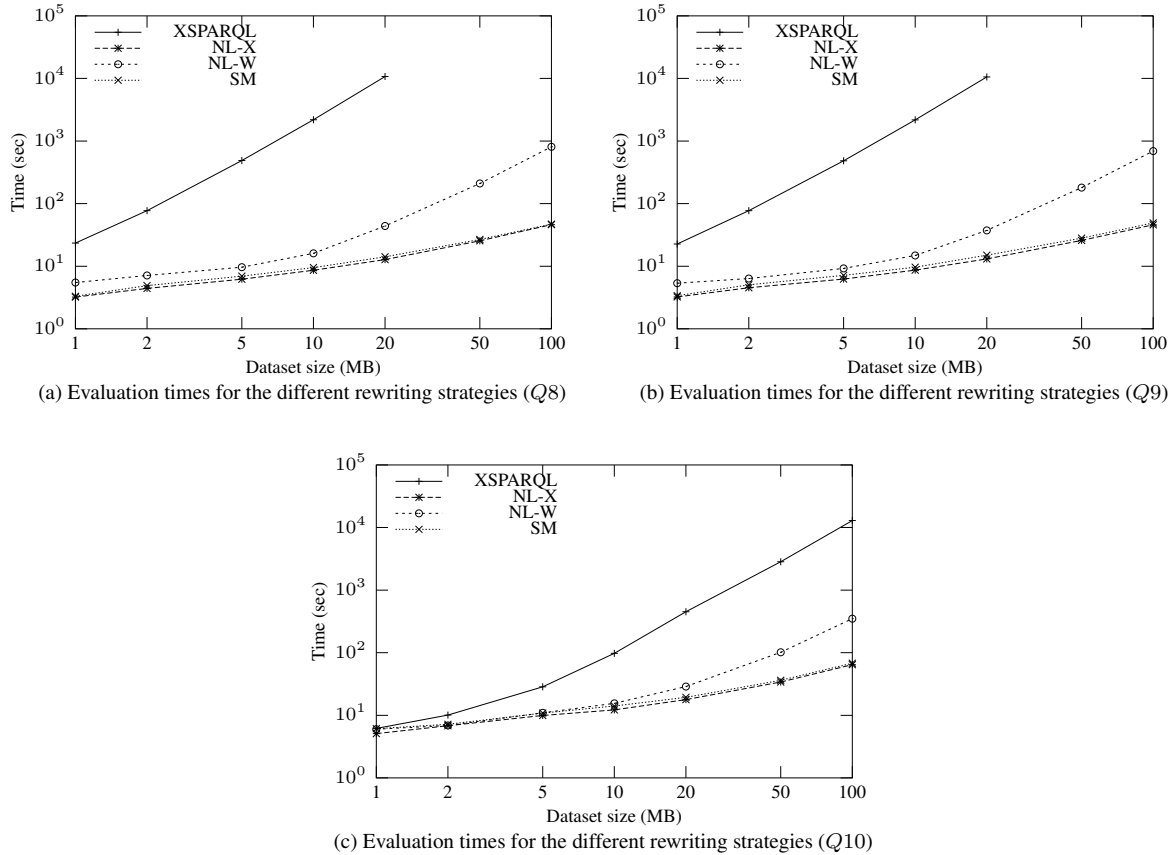 10^5
10^4
10^3
10^2
10^1
10^0
Time (sec)
XSPARQL
NL-X
NL-W
SM
1 2 5 10 20 50 100
Dataset size (MB)
(a) Evaluation times for the different rewriting strategies (Q8)
10^5
10^4
10^3
10^2
10^1
10^0
Time (sec)
XSPARQL
NL-X
NL-W
SM
1 2 5 10 20 50 100
Dataset size (MB)
(b) Evaluation times for the different rewriting strategies (Q9)
10^5
10^4
10^3
10^2
10^1
10^0
Time (sec)
XSPARQL
NL-X
NL-W
SM
1 2 5 10 20 50 100
Dataset size (MB)
(c) Evaluation times for the different rewriting strategies (Q10)